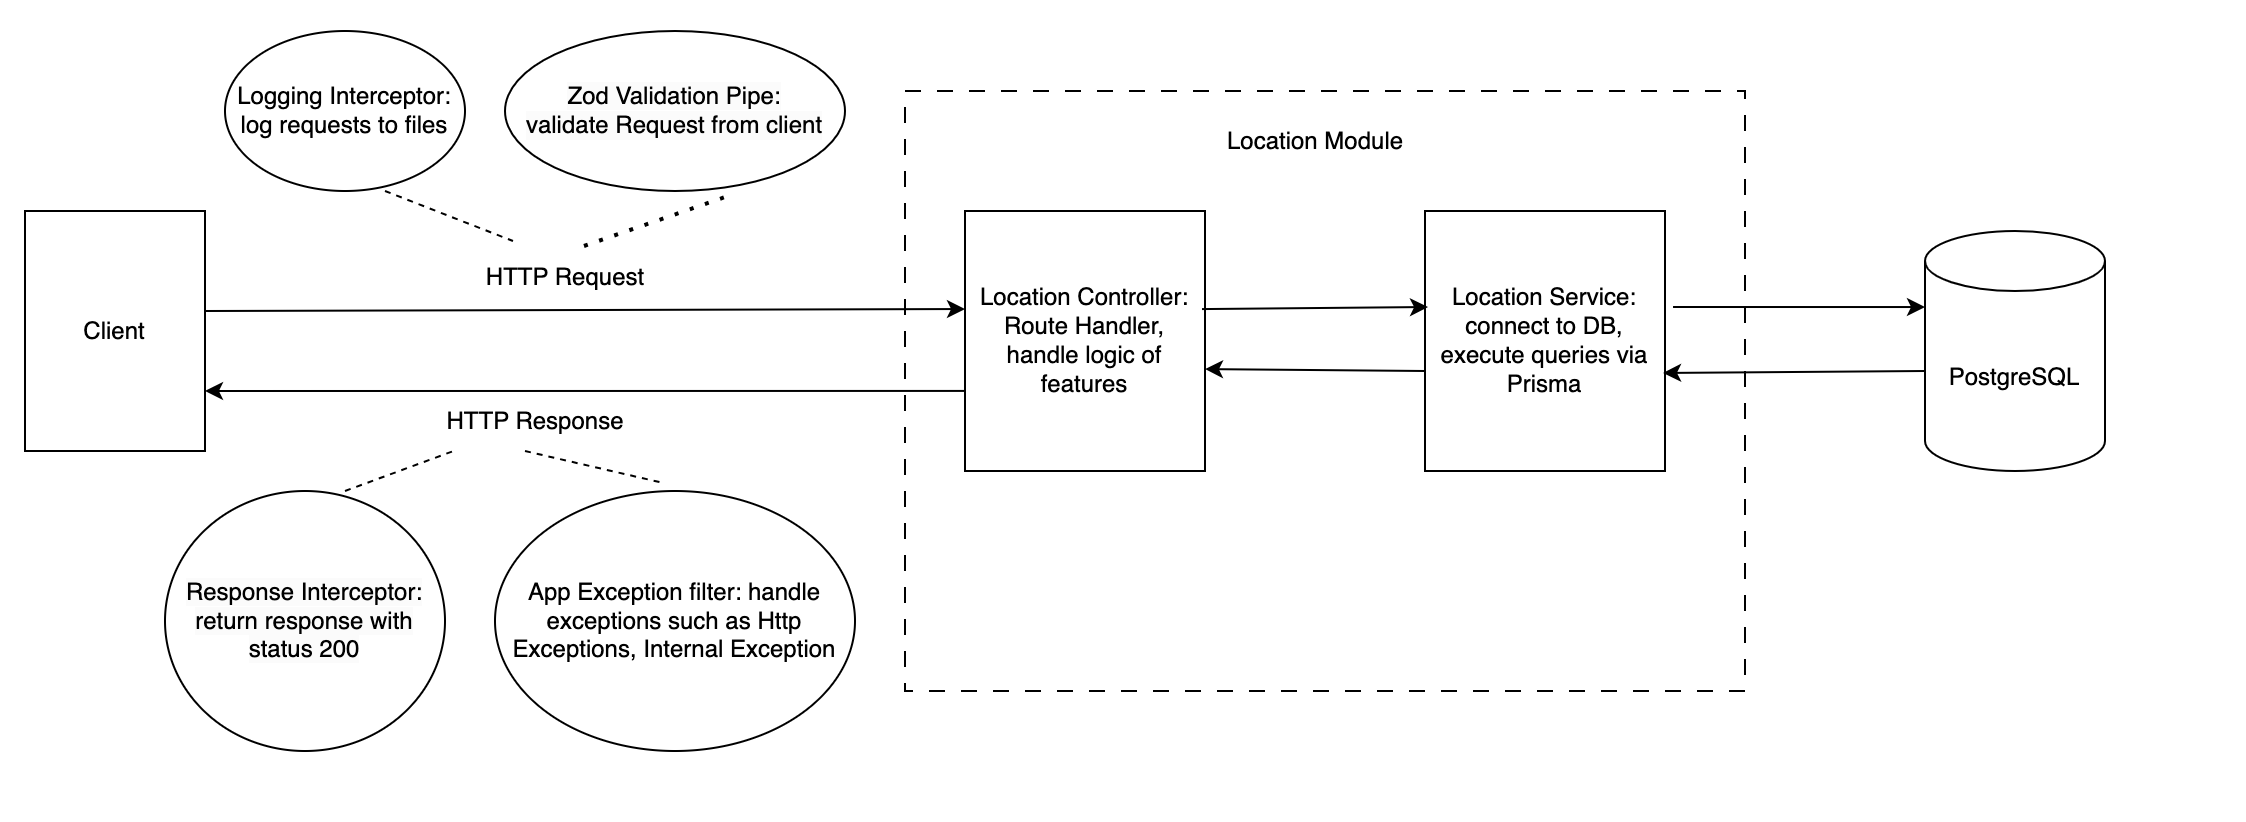 Logging Interceptor:
log requests to files
Zod Validation Pipe:
validate Request from client
Location Module
HTTP Request
Client
Location Controller:
Route Handler,
handle logic of
features
Location Service:
connect to DB,
execute queries via
Prisma
PostgreSQL
HTTP Response
Response Interceptor:
return response with
status 200
App Exception filter: handle
exceptions such as Http
Exceptions, Internal Exception